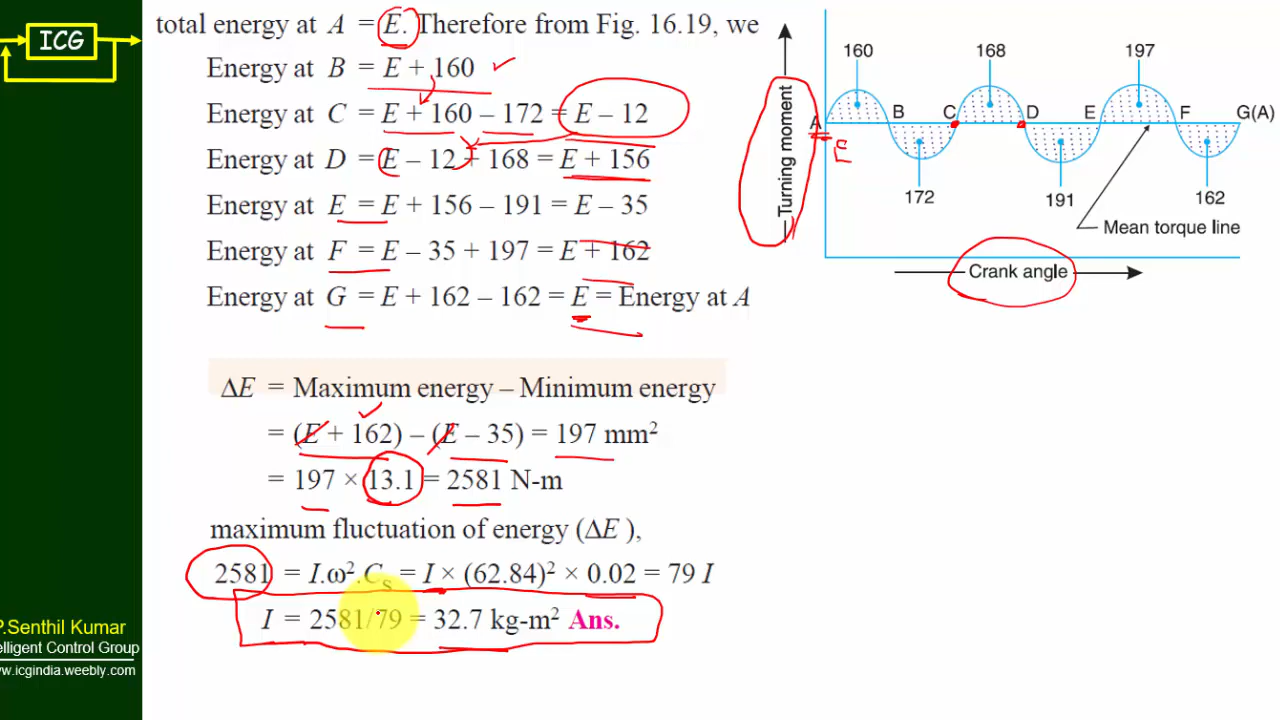 ICG
total energy at A = E. Therefore from Fig. 16.19, we
Energy at B = E + 160
Energy at C = E + 160 – 172 = E – 12
Energy at D = E – 12 + 168 = E + 156
Energy at E = E + 156 – 191 = E – 35
Energy at F = E – 35 + 197 = E + 162
Energy at G = E + 162 – 162 = E = Energy at A
ΔE = Maximum energy – Minimum energy
= (E + 162) – (E – 35) = 197 mm²
= 197 × 13.1 = 2581 N-m
maximum fluctuation of energy (ΔE ),
2581 = I.ω².Cs = I × (62.84)² × 0.02 = 79 I
I = 2581/79 = 32.7 kg-m² Ans.
160 168 197
A B C D E F G(A)
172 191 162
Turning moment
Mean torque line
Crank angle
P.Senthil Kumar
elligent Control Group
ww.icgindia.weebly.com